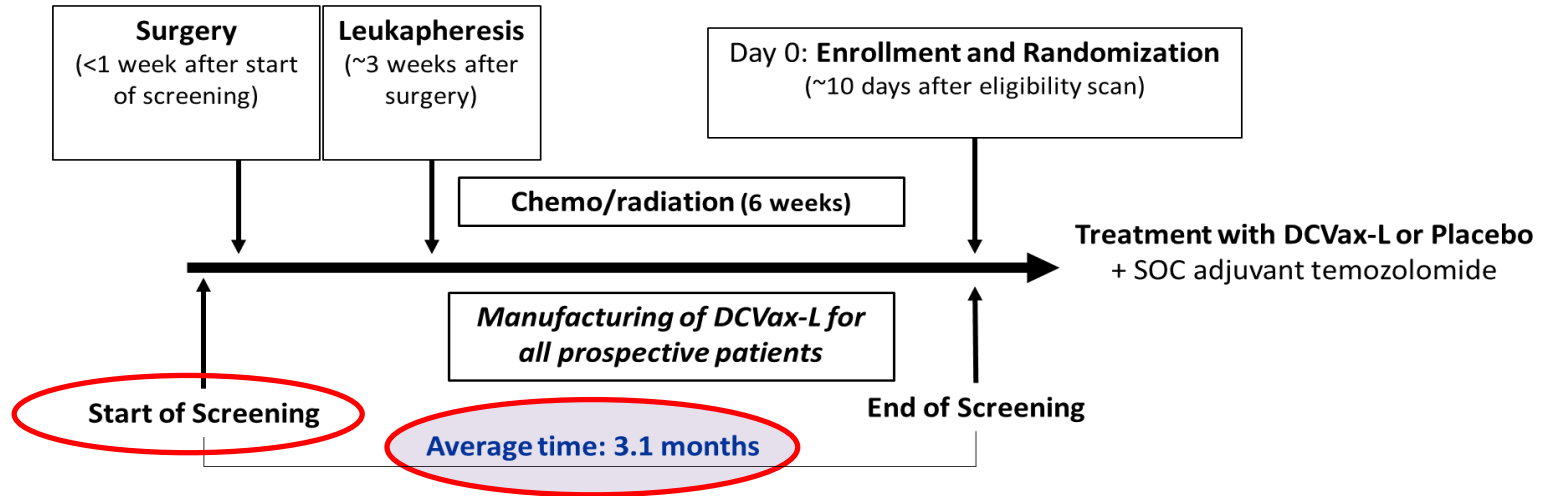 Surgery
(<1 week after start
of screening)
Leukapheresis
(~3 weeks after
surgery)
Day 0: Enrollment and Randomization
(~10 days after eligibility scan)
Chemo/radiation (6 weeks)
Treatment with DCVax-L or Placebo
+ SOC adjuvant temozolomide
Manufacturing of DCVax-L for
all prospective patients
Start of Screening
End of Screening
Average time: 3.1 months